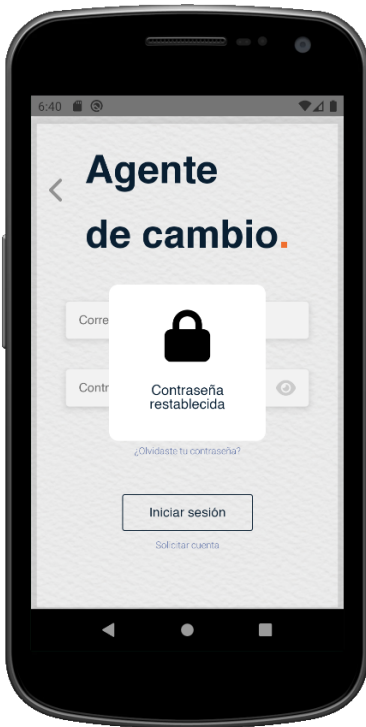 6:40
Agente
de cambio.
Corre
Contr
Contraseña
restablecida
¿Olvidaste tu contraseña?
Iniciar sesión
Solicitar cuenta